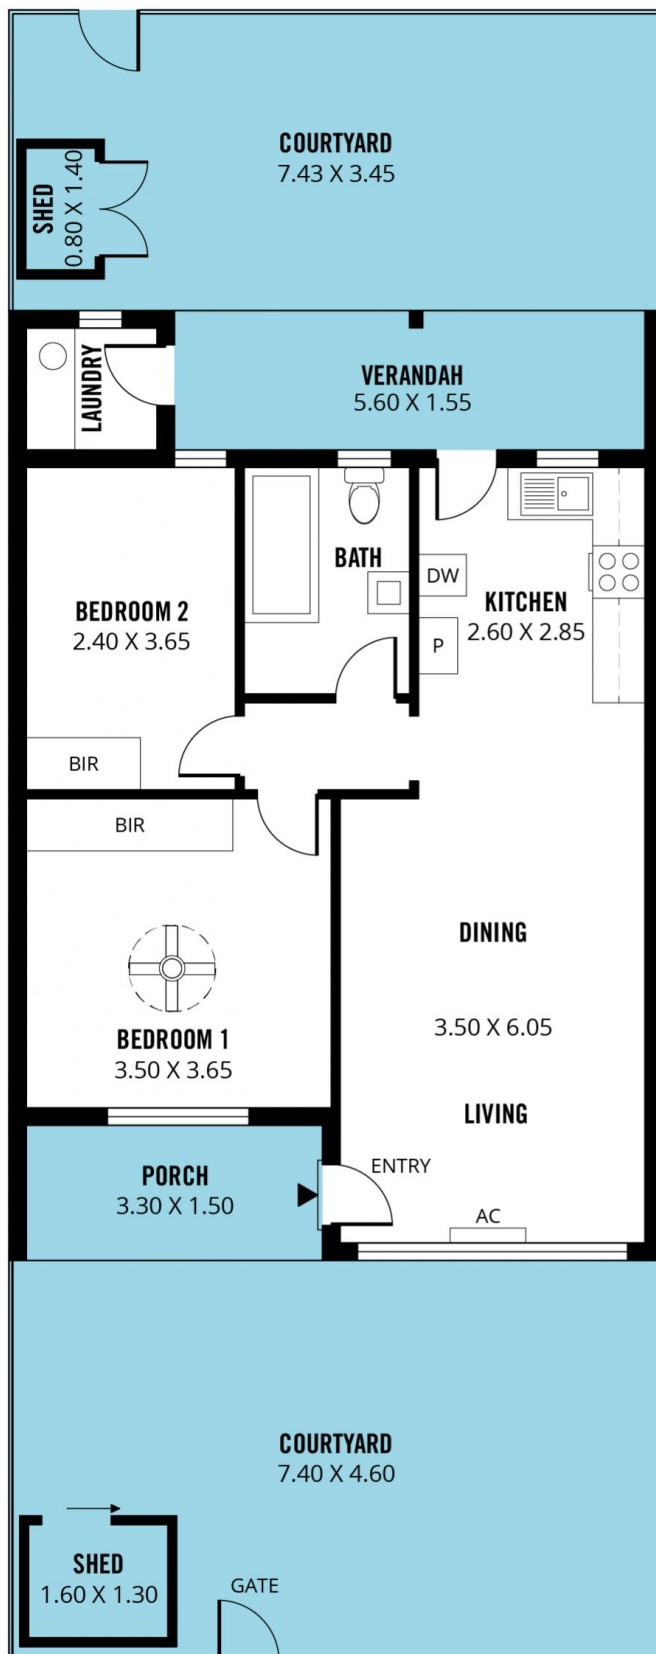 COURTYARD
7.43 X 3.45
SHED
0.80 X 1.40
LAUNDRY
VERANDAH
5.60 X 1.55
BATH
DW
KITCHEN
2.60 X 2.85
P
BEDROOM 2
2.40 X 3.65
BIR
BIR
DINING
3.50 X 6.05
BEDROOM 1
3.50 X 3.65
LIVING
ENTRY
PORCH
3.30 X 1.50
AC
COURTYARD
7.40 X 4.60
SHED
1.60 X 1.30
GATE